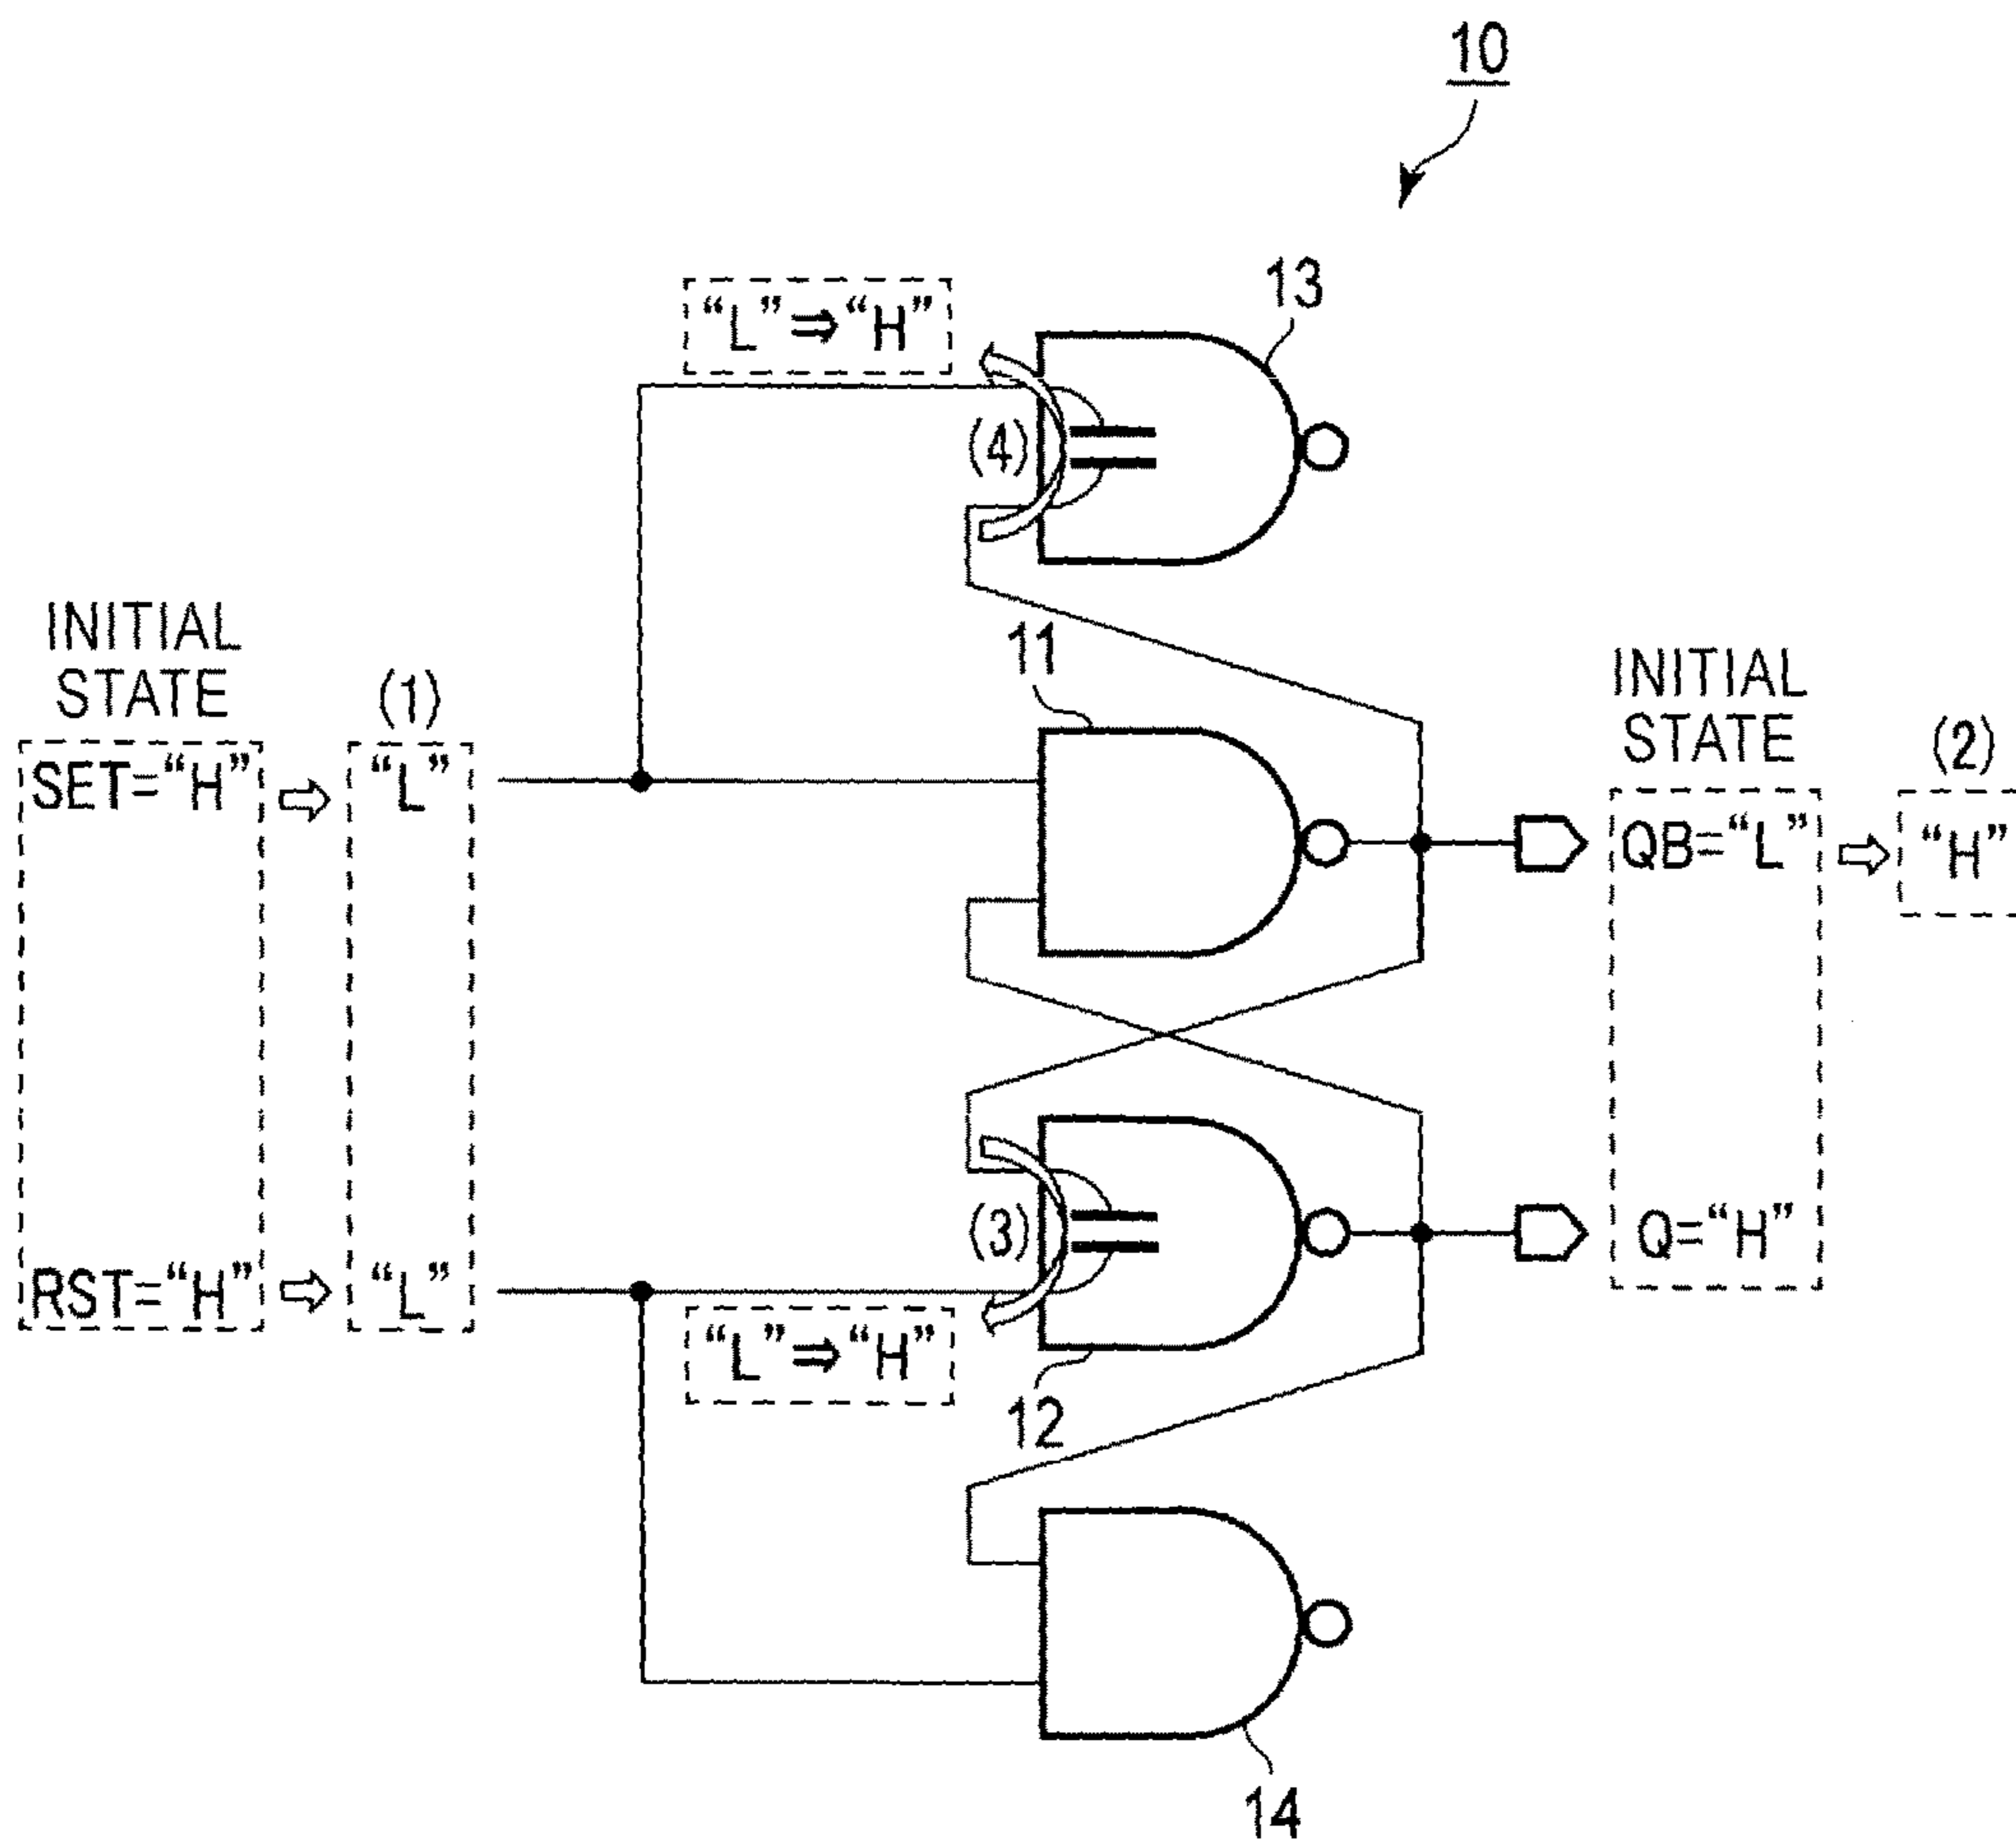 10
13
“L”⇒“H”
(4)
INITIAL
STATE
(1)
11
INITIAL
STATE
(2)
SET=“H” ⇨ “L”
QB=“L” ⇨ “H”
(3)
Q=“H”
RST=“H” ⇨ “L”
“L”⇒“H”
12
14